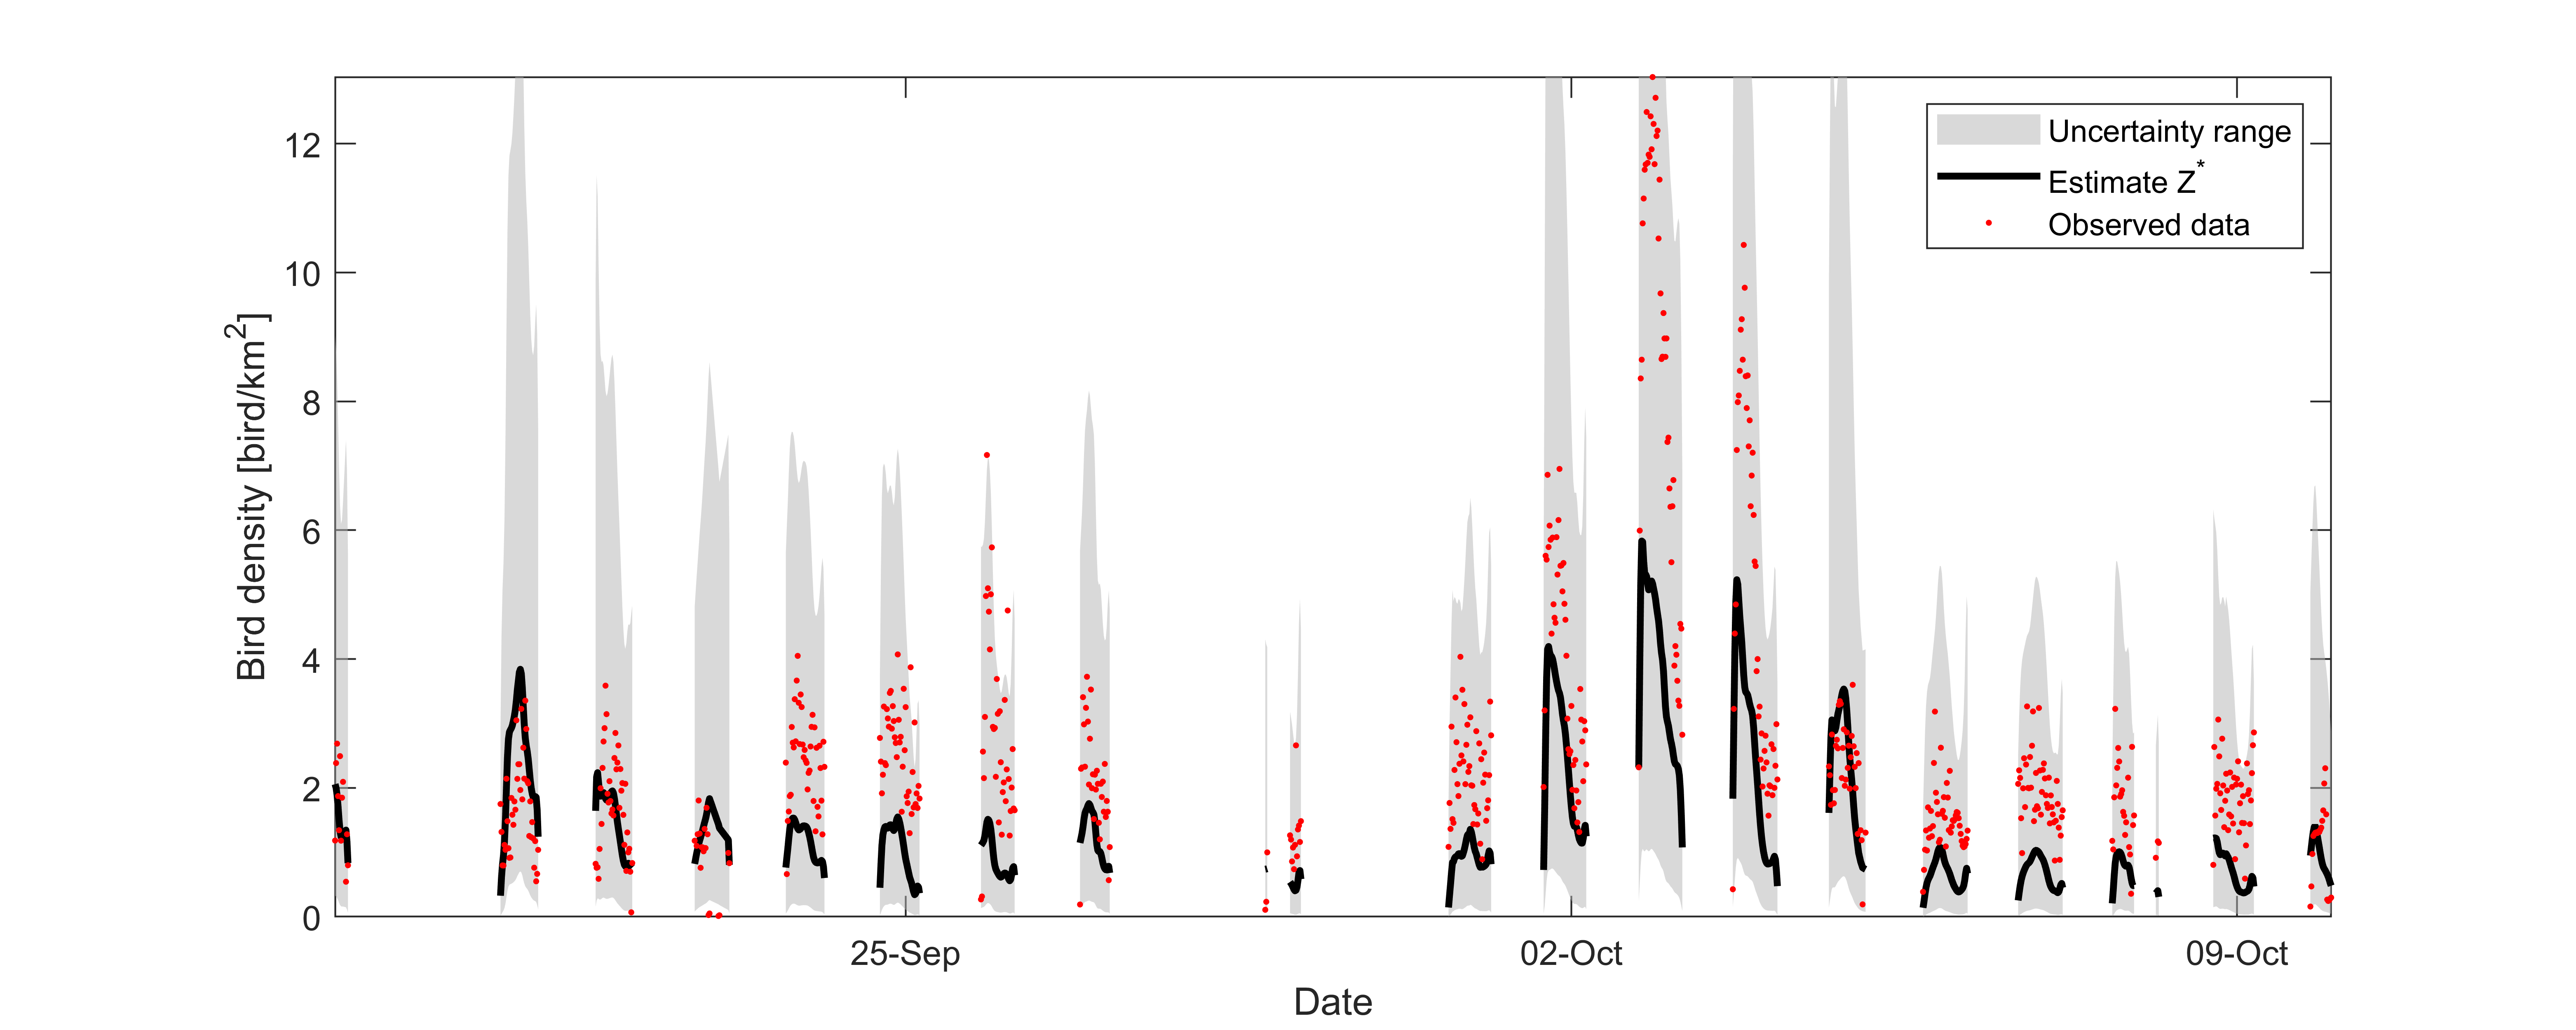 12
10
8
6
4
2
0
Bird density [bird/km²]
Uncertainty range
Estimate Z*
Observed data
25-Sep
02-Oct
09-Oct
Date